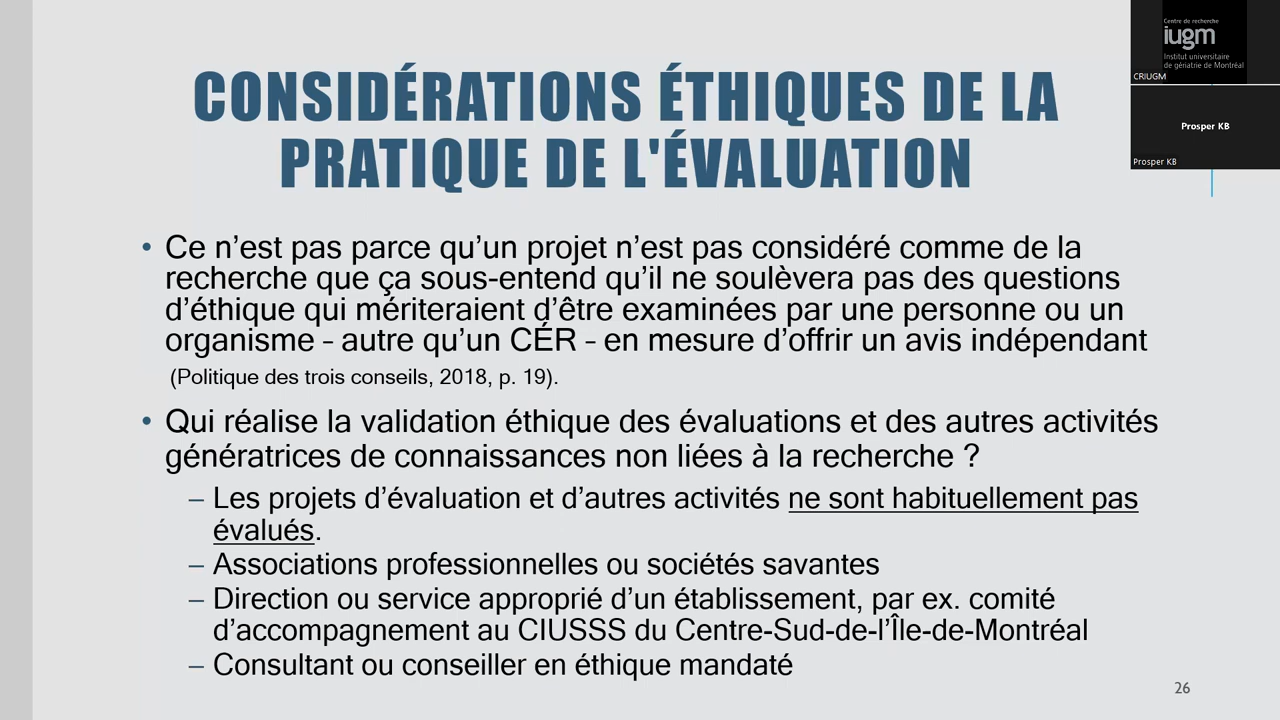 CONSIDÉRATIONS ÉTHIQUES DE LA
PRATIQUE DE L'ÉVALUATION
• Ce n’est pas parce qu’un projet n’est pas considéré comme de la
recherche que ça sous-entend qu’il ne soulèvera pas des questions
d’éthique qui mériteraient d’être examinées par une personne ou un
organisme – autre qu’un CÉR – en mesure d’offrir un avis indépendant
(Politique des trois conseils, 2018, p. 19).
• Qui réalise la validation éthique des évaluations et des autres activités
génératrices de connaissances non liées à la recherche ?
– Les projets d’évaluation et d’autres activités ne sont habituellement pas
évalués.
– Associations professionnelles ou sociétés savantes
– Direction ou service approprié d’un établissement, par ex. comité
d’accompagnement au CIUSSS du Centre-Sud-de-l’Île-de-Montréal
– Consultant ou conseiller en éthique mandaté
26
Centre de recherche
iugm
Institut universitaire
de gériatrie de Montréal
CRIUGM
Prosper KB
Prosper KB